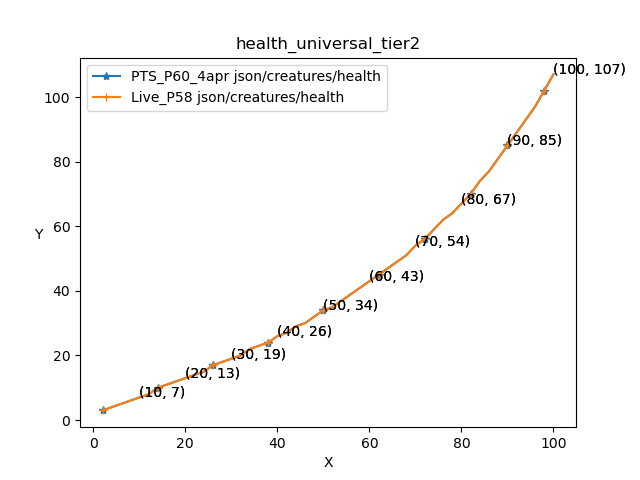 health_universal_tier2
PTS_P60_4apr json/creatures/health
Live_P58 json/creatures/health
(100, 107)
(90, 85)
(80, 67)
(70, 54)
(60, 43)
(50, 34)
(40, 26)
(30, 19)
(20, 13)
(10, 7)
Y
100
80
60
40
20
0
0 20 40 60 80 100
X